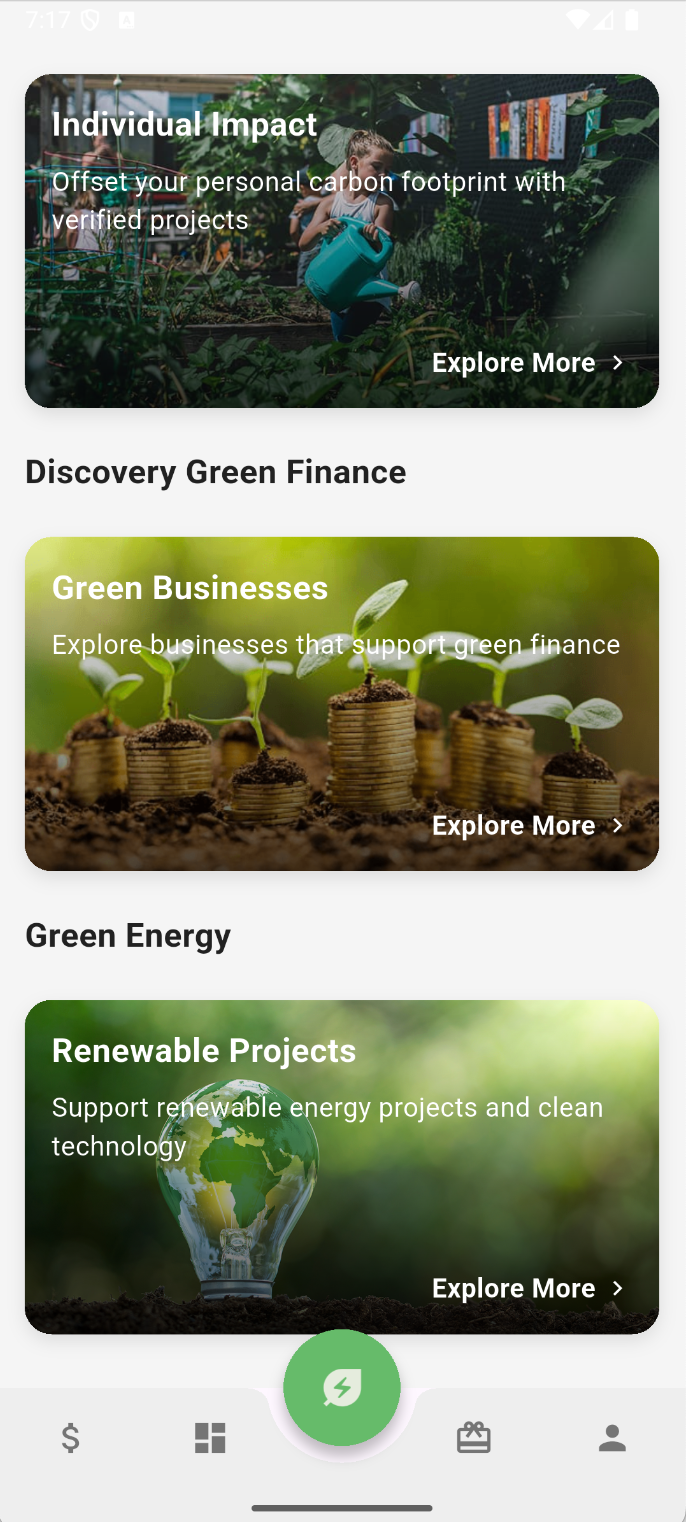 7:17
Individual Impact
Offset your personal carbon footprint with
verified projects
Explore More
Discovery Green Finance
Green Businesses
Explore businesses that support green finance
Explore More
Green Energy
Renewable Projects
Support renewable energy projects and clean
technology
Explore More